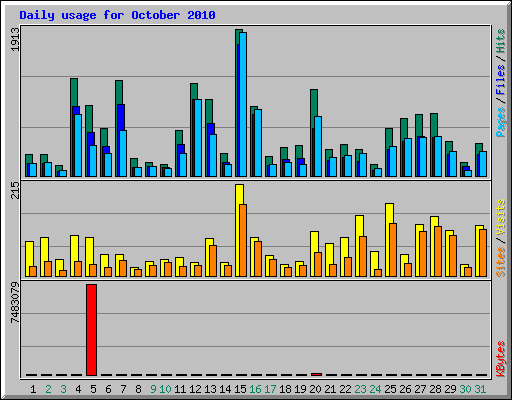 Daily usage for October 2010
1913
Pages / Files / Hits
215
Sites / Visits
7483079
KBytes
1 2 3 4 5 6 7 8 9 10 11 12 13 14 15 16 17 18 19 20 21 22 23 24 25 26 27 28 29 30 31